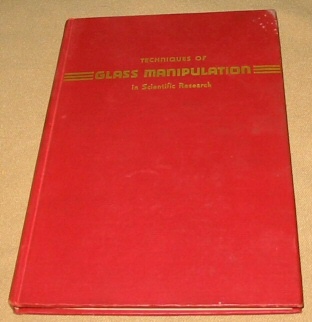 TECHNIQUES OF
GLASS MANIPULATION
In Scientific Research